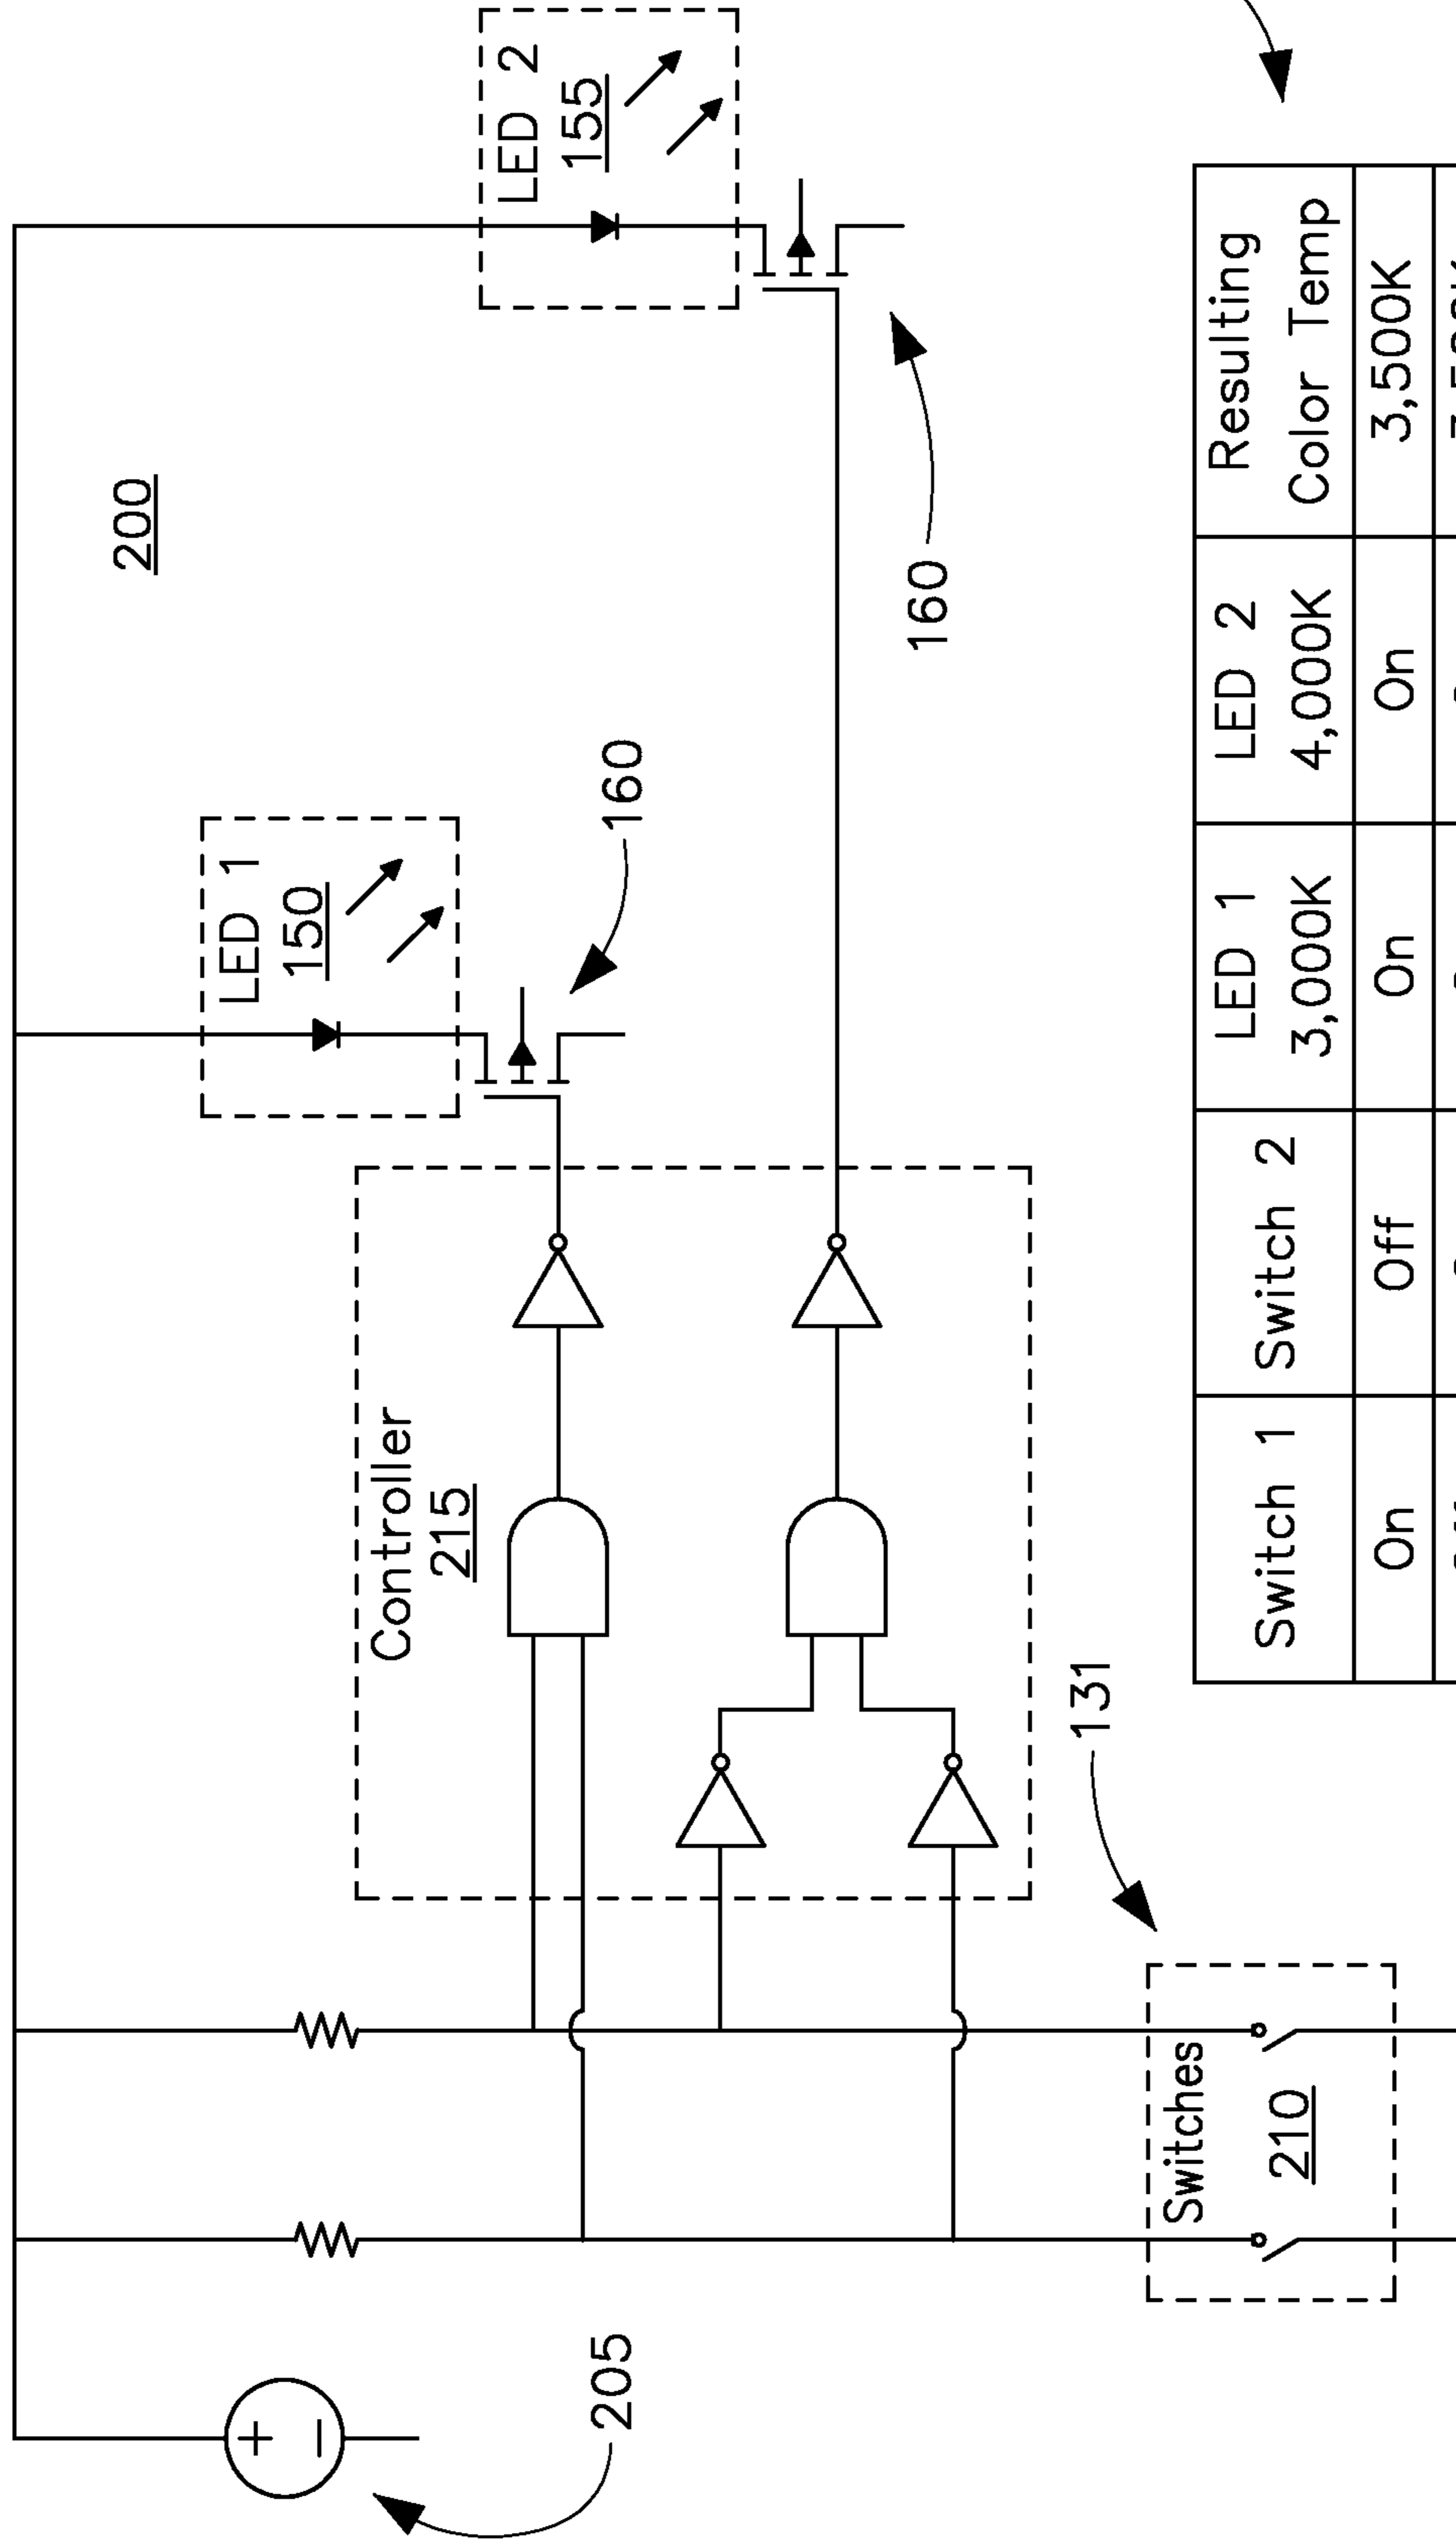 200
LED 2
155
LED 1
150
160
160
Controller
215
131
Switches
210
205
+
–
Switch 1 Switch 2 LED 1 3,000K LED 2 4,000K Resulting Color Temp
On Off On On 3,500K